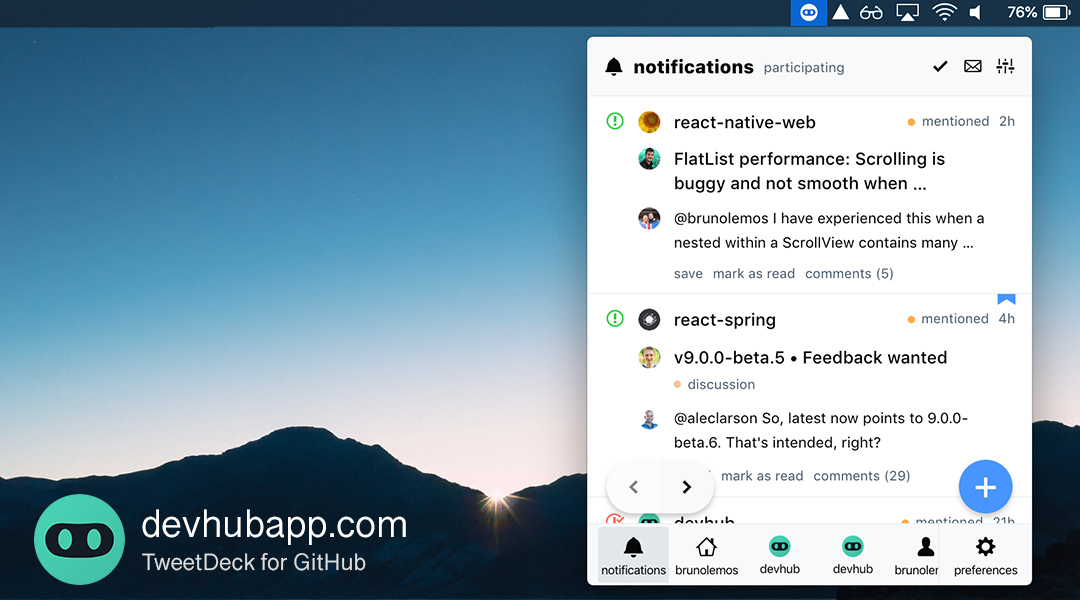 76%
notifications participating
react-native-web mentioned 2h
FlatList performance: Scrolling is
buggy and not smooth when ...
@brunolemos I have experienced this when a
nested within a ScrollView contains many ...
save mark as read comments (5)
react-spring mentioned 4h
v9.0.0-beta.5 • Feedback wanted
discussion
@aleclarson So, latest now points to 9.0.0-
beta.6. That's intended, right?
mark as read comments (29)
devhub mentioned 21h
notifications brunolemos devhub devhub brunoler preferences
devhubapp.com
TweetDeck for GitHub